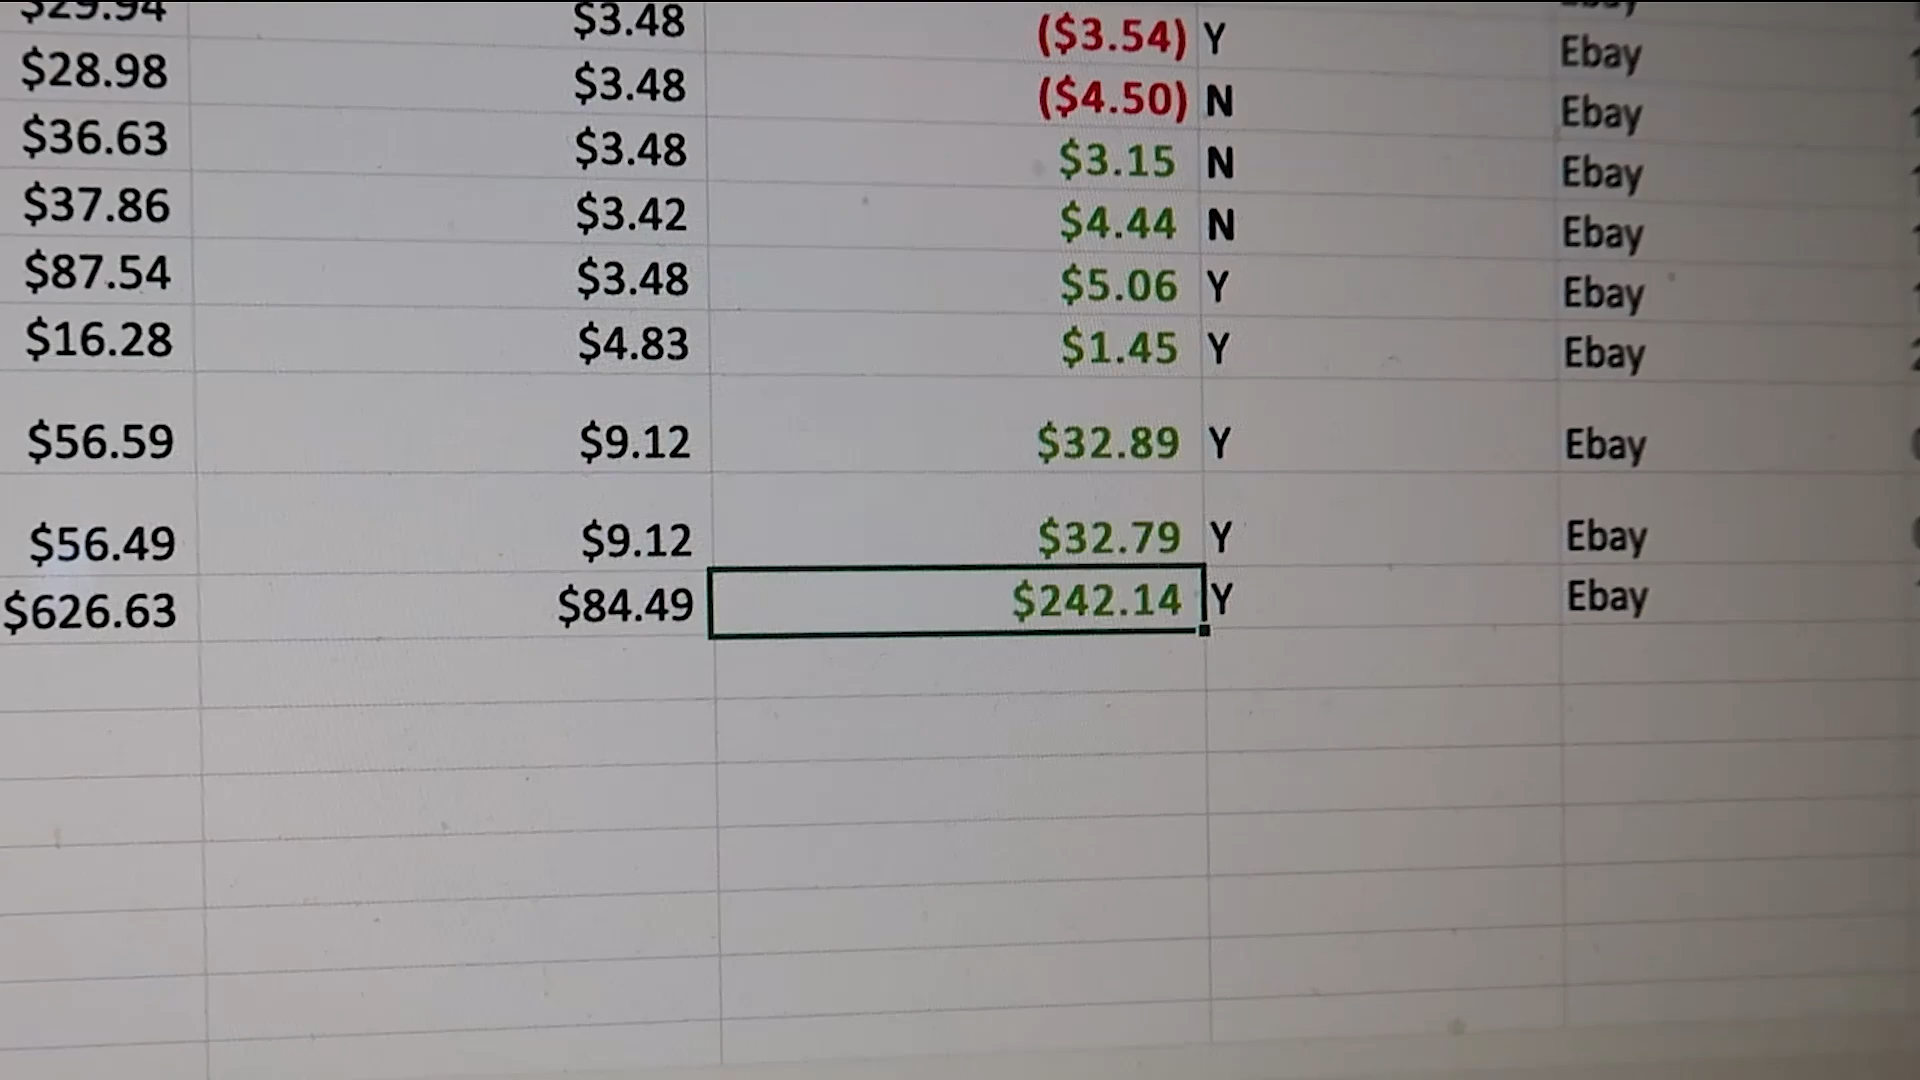 $29.94 $3.48 ($3.54) Y Ebay
$28.98 $3.48 ($4.50) N Ebay
$36.63 $3.48 $3.15 N Ebay
$37.86 $3.42 $4.44 N Ebay
$87.54 $3.48 $5.06 Y Ebay
$16.28 $4.83 $1.45 Y Ebay
$56.59 $9.12 $32.89 Y Ebay
$56.49 $9.12 $32.79 Y Ebay
$626.63 $84.49 $242.14 Y Ebay